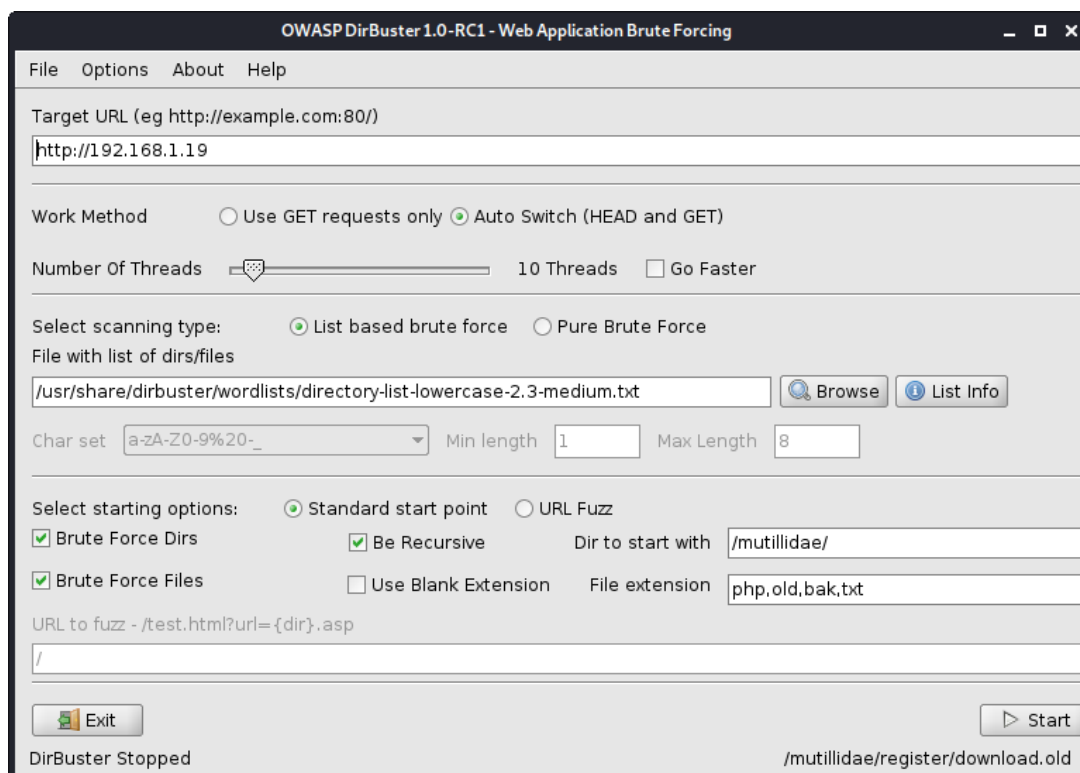 OWASP DirBuster 1.0-RC1 - Web Application Brute Forcing
File Options About Help
Target URL (eg http://example.com:80/)
http://192.168.1.19
Work Method Use GET requests only Auto Switch (HEAD and GET)
Number Of Threads 10 Threads Go Faster
Select scanning type: List based brute force Pure Brute Force
File with list of dirs/files
/usr/share/dirbuster/wordlists/directory-list-lowercase-2.3-medium.txt Browse List Info
Char set a-zA-Z0-9%20-_ Min length 1 Max Length 8
Select starting options: Standard start point URL Fuzz
Brute Force Dirs Be Recursive Dir to start with /mutillidae/
Brute Force Files Use Blank Extension File extension php,old,bak,txt
URL to fuzz - /test.html?url={dir}.asp
/
Exit Start
DirBuster Stopped /mutillidae/register/download.old